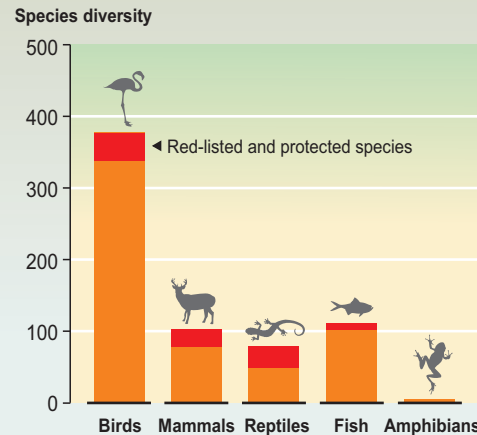 Species diversity
500
400
Red-listed and protected species
300
200
100
0
Birds Mammals Reptiles Fish Amphibians